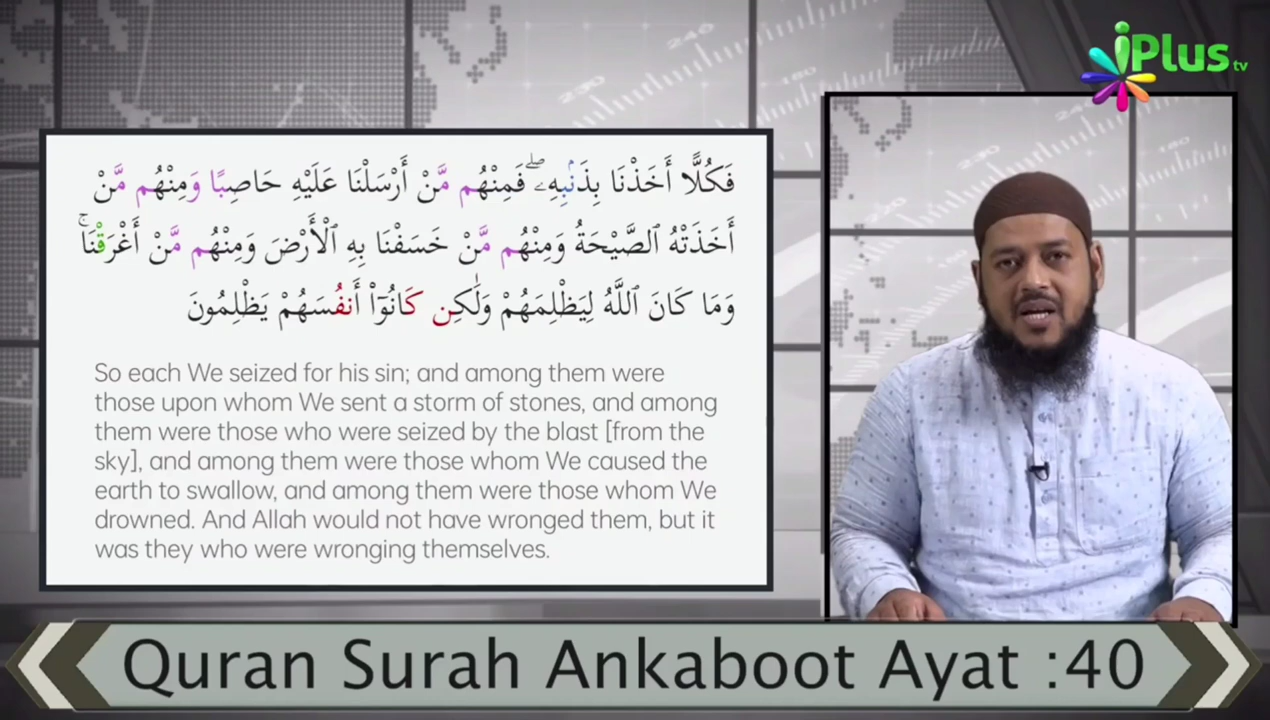 iPlus tv
فَكُلًّا أَخَذْنَا بِذَنۢبِهِۦ ۖ فَمِنْهُم مَّنْ أَرْسَلْنَا عَلَيْهِ حَاصِبًا وَمِنْهُم مَّنْ
أَخَذَتْهُ ٱلصَّيْحَةُ وَمِنْهُم مَّنْ خَسَفْنَا بِهِ ٱلْأَرْضَ وَمِنْهُم مَّنْ أَغْرَقْنَا ۚ
وَمَا كَانَ ٱللَّهُ لِيَظْلِمَهُمْ وَلَٰكِن كَانُوٓا۟ أَنفُسَهُمْ يَظْلِمُونَ
So each We seized for his sin; and among them were
those upon whom We sent a storm of stones, and among
them were those who were seized by the blast [from the
sky], and among them were those whom We caused the
earth to swallow, and among them were those whom We
drowned. And Allah would not have wronged them, but it
was they who were wronging themselves.
Quran Surah Ankaboot Ayat :40